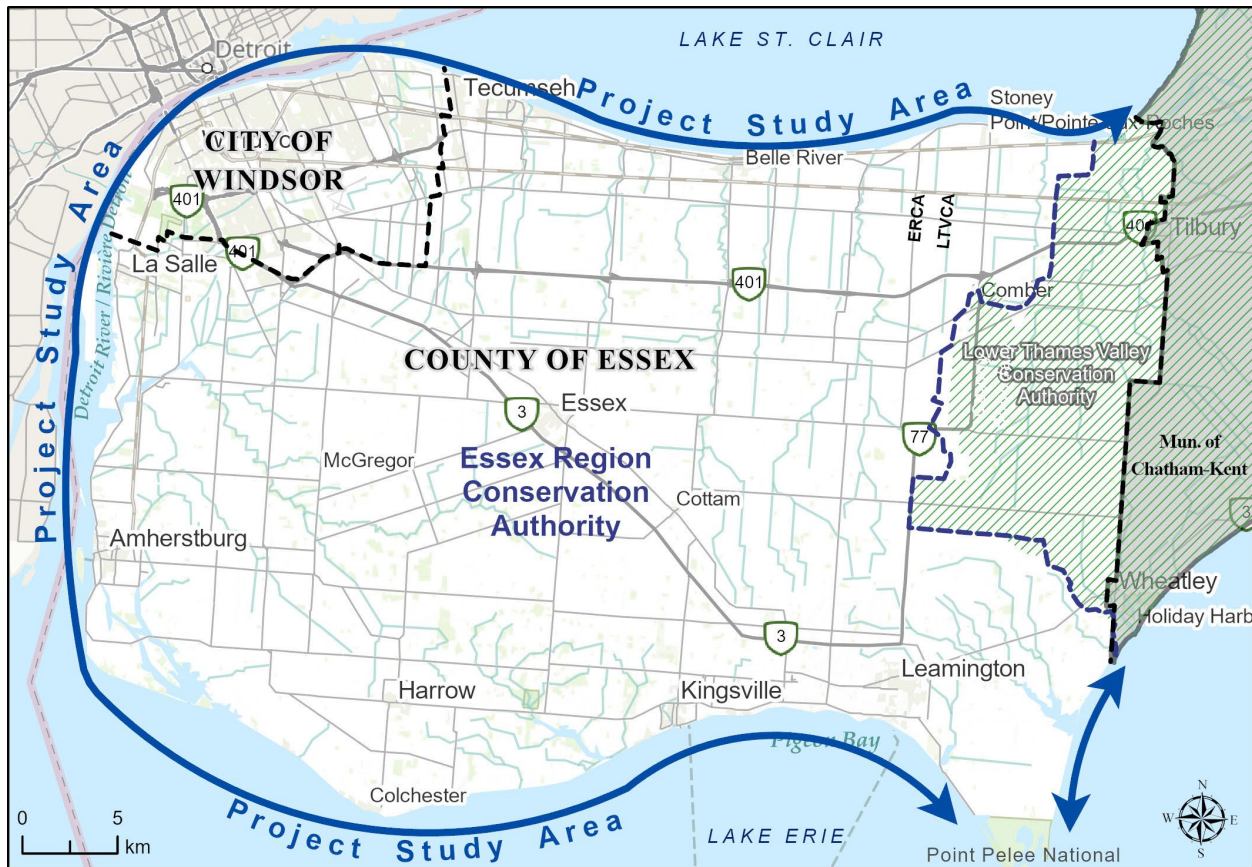 LAKE ST. CLAIR
Detroit
Tecumseh
Project Study Area
Stoney
Point/Pointe
Roches
CITY OF
WINDSOR
Belle River
401
ERCA
LTVCA
Tilbury
401
La Salle
401
Comber
Project Study Area
Detroit River / Rivière Détroit
COUNTY OF ESSEX
Lower Thames Valley
Conservation
Authority
3
Essex
77
Mun. of
Chatham-Kent
McGregor
Essex Region
Conservation
Authority
Cottam
3
Amherstburg
Wheatley
Holiday Harb
3
Leamington
Harrow
Kingsville
Pigeon Bay
Colchester
Project Study Area
LAKE ERIE
Point Pelee National
0 5
km
N
W E
S